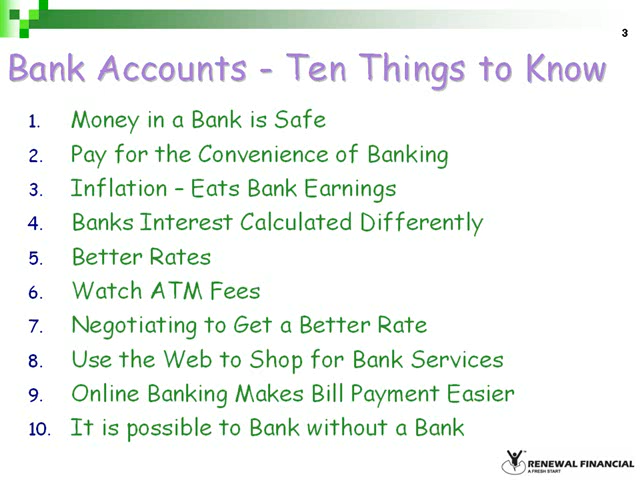 3
Bank Accounts - Ten Things to Know
1. Money in a Bank is Safe
2. Pay for the Convenience of Banking
3. Inflation – Eats Bank Earnings
4. Banks Interest Calculated Differently
5. Better Rates
6. Watch ATM Fees
7. Negotiating to Get a Better Rate
8. Use the Web to Shop for Bank Services
9. Online Banking Makes Bill Payment Easier
10. It is possible to Bank without a Bank
RENEWAL FINANCIAL
A FRESH START